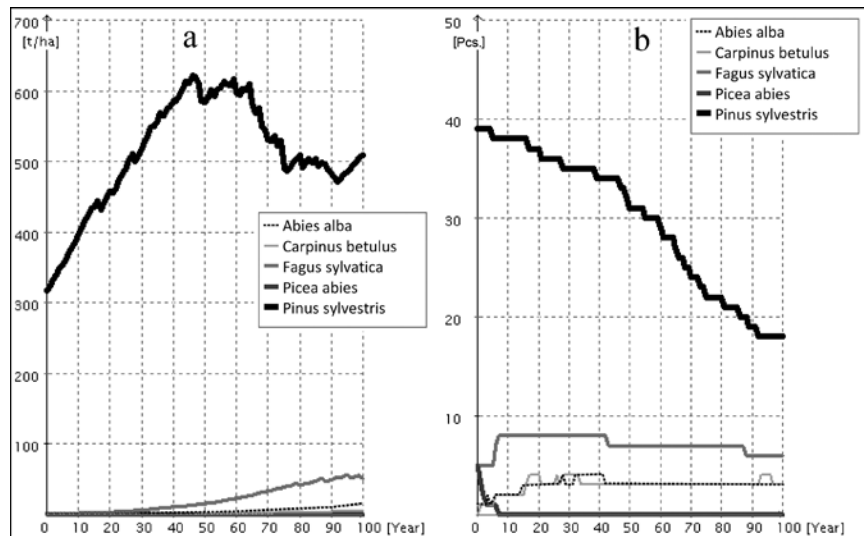 700
[t/ha]
a
600
500
400
300
200
100
Abies alba
Carpinus betulus
Fagus sylvatica
Picea abies
Pinus sylvestris
0 10 20 30 40 50 60 70 80 90 100 [Year]
50
[Pcs.]
b
40
30
20
10
Abies alba
Carpinus betulus
Fagus sylvatica
Picea abies
Pinus sylvestris
0 10 20 30 40 50 60 70 80 90 100 [Year]